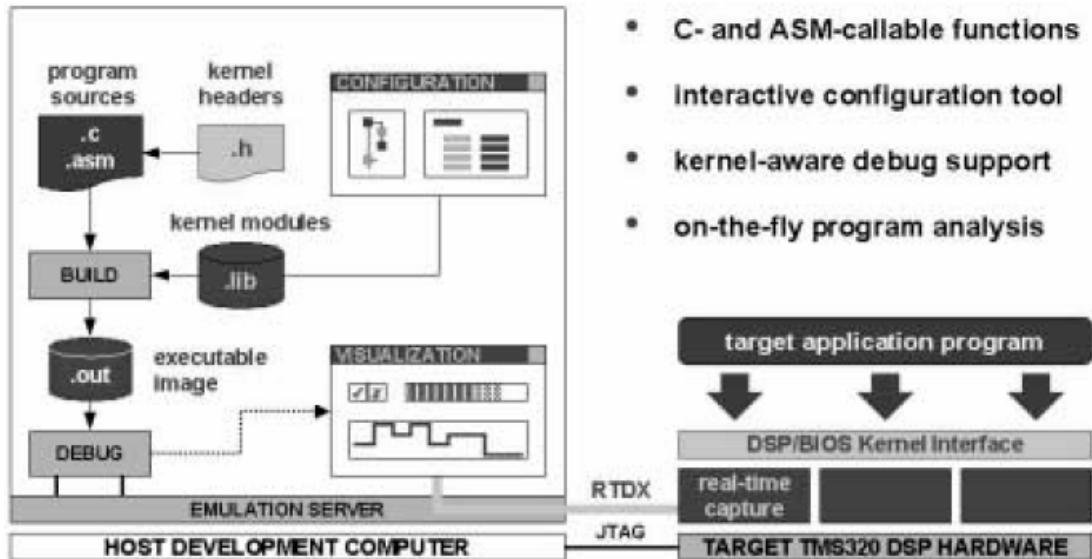 program
sources
kernel
headers
.c
.asm
.h
CONFIGURATION
kernel modules
BUILD
.lib
.out
executable
image
VISUALIZATION
DEBUG
EMULATION SERVER
HOST DEVELOPMENT COMPUTER
• C- and ASM-callable functions
• interactive configuration tool
• kernel-aware debug support
• on-the-fly program analysis
target application program
DSP/BIOS Kernel Interface
RTDX
real-time
capture
JTAG
TARGET TMS320 DSP HARDWARE